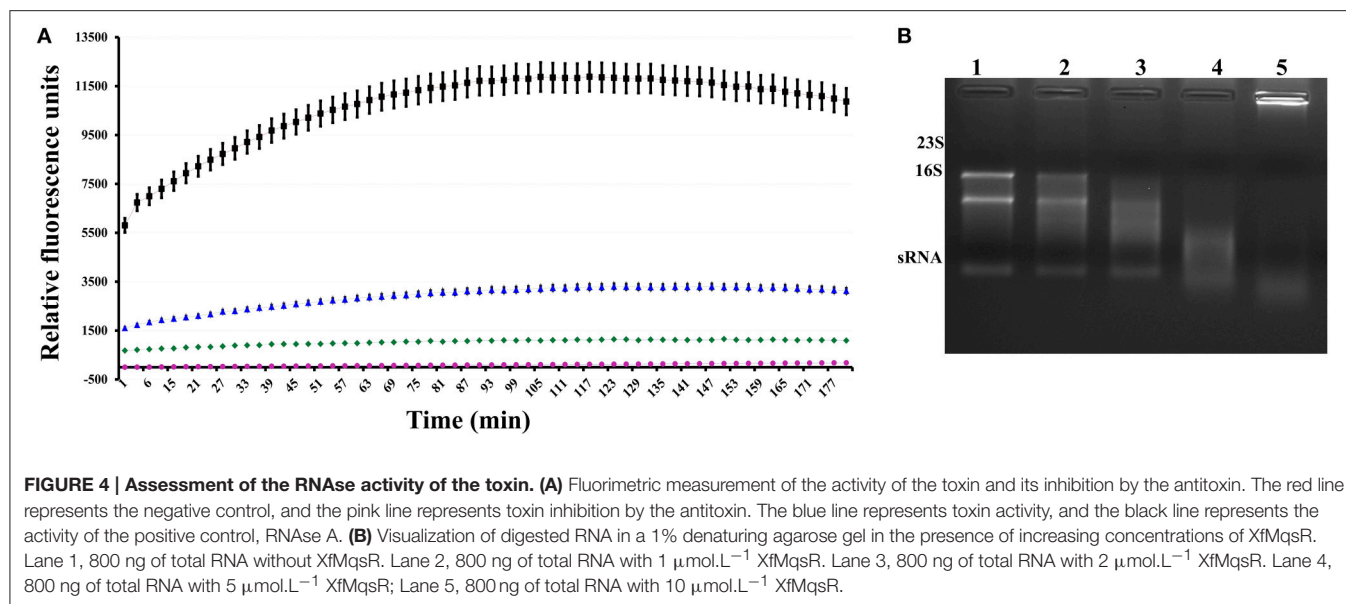 A
13500
11500
9500
7500
5500
3500
1500
-500
Relative fluorescence units
1 6 15 21 27 33 39 45 51 57 63 69 75 81 87 93 99 105 111 117 123 129 135 141 147 153 159 165 171 177
Time (min)
B
1 2 3 4 5
23S
16S
sRNA
FIGURE 4 | Assessment of the RNAse activity of the toxin. (A) Fluorimetric measurement of the activity of the toxin and its inhibition by the antitoxin. The red line
represents the negative control, and the pink line represents toxin inhibition by the antitoxin. The blue line represents toxin activity, and the black line represents the
activity of the positive control, RNAse A. (B) Visualization of digested RNA in a 1% denaturing agarose gel in the presence of increasing concentrations of XfMqsR.
Lane 1, 800 ng of total RNA without XfMqsR. Lane 2, 800 ng of total RNA with 1 μmol.L⁻¹ XfMqsR. Lane 3, 800 ng of total RNA with 2 μmol.L⁻¹ XfMqsR. Lane 4,
800 ng of total RNA with 5 μmol.L⁻¹ XfMqsR; Lane 5, 800 ng of total RNA with 10 μmol.L⁻¹ XfMqsR.